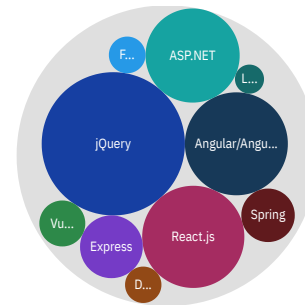 F...
ASP.NET
L...
jQuery
Angular/Angu...
Spring
Vu...
Express
React.js
D...